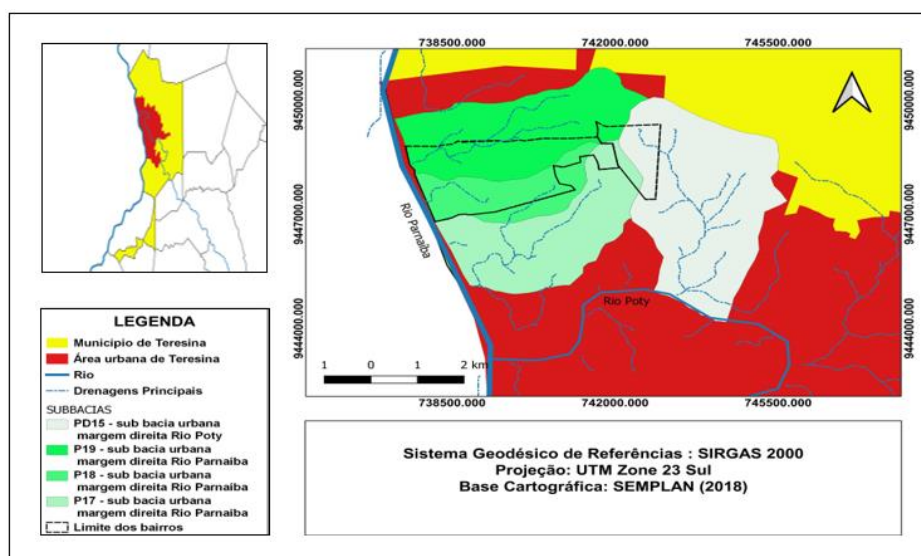 738500.000 742000.000 745500.000
9450000.000
9447000.000
9444000.000
Rio Parnaíba
Rio Poty
1 0 1 2 km
738500.000 742000.000 745500.000
9450000.000
9447000.000
9444000.000
LEGENDA
Município de Teresina
Área urbana de Teresina
Rio
Drenagens Principais
SUBBACIAS
PD15 - sub bacia urbana
margem direita Rio Poty
P19 - sub bacia urbana
margem direita Rio Parnaiba
P18 - sub bacia urbana
margem direita Rio Parnaiba
P17 - sub bacia urbana
margem direita Rio Parnaiba
Limite dos bairros
Sistema Geodésico de Referências : SIRGAS 2000
Projeção: UTM Zone 23 Sul
Base Cartográfica: SEMPLAN (2018)